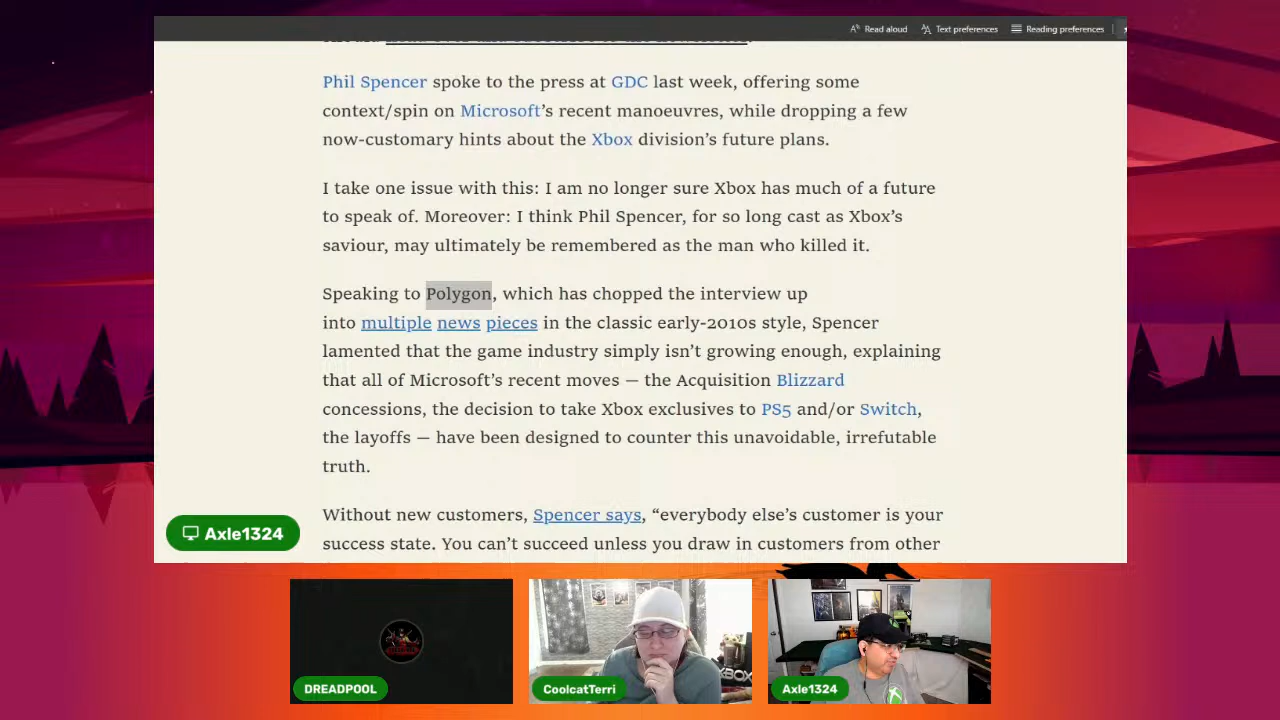 Read aloud
Text preferences
Reading preferences
Phil Spencer spoke to the press at GDC last week, offering some
context/spin on Microsoft’s recent manoeuvres, while dropping a few
now-customary hints about the Xbox division’s future plans.
I take one issue with this: I am no longer sure Xbox has much of a future
to speak of. Moreover: I think Phil Spencer, for so long cast as Xbox’s
saviour, may ultimately be remembered as the man who killed it.
Speaking to Polygon, which has chopped the interview up
into multiple news pieces in the classic early-2010s style, Spencer
lamented that the game industry simply isn’t growing enough, explaining
that all of Microsoft’s recent moves — the Acquisition Blizzard
concessions, the decision to take Xbox exclusives to PS5 and/or Switch,
the layoffs — have been designed to counter this unavoidable, irrefutable
truth.
Without new customers, Spencer says, “everybody else’s customer is your
success state. You can’t succeed unless you draw in customers from other
Axle1324
DREADPOOL
CoolcatTerri
XBOX
Axle1324